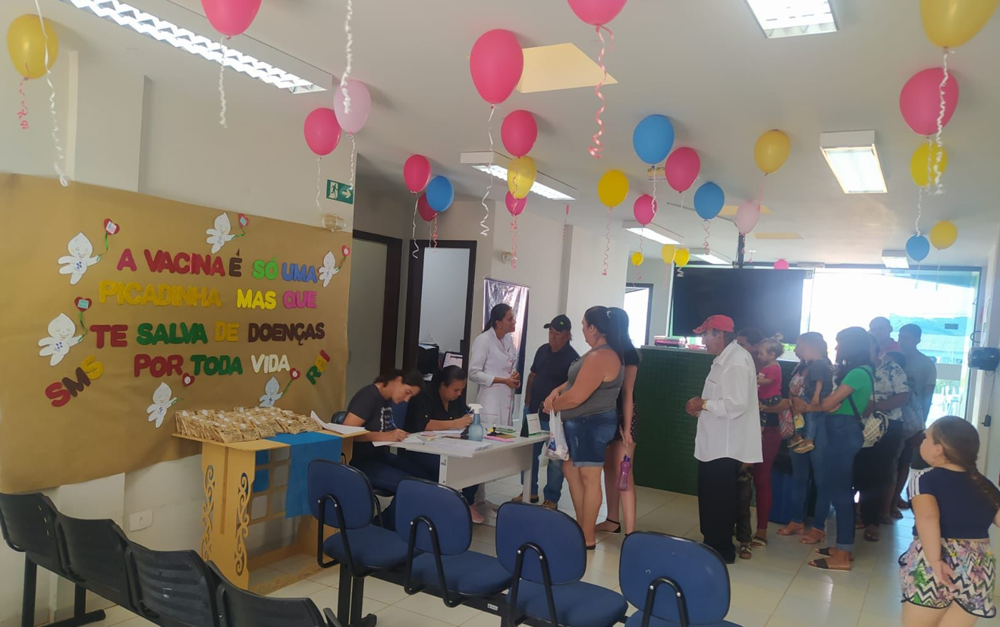 A VACINA É SÓ UMA
PICADINHA MAS QUE
TE SALVA DE DOENÇAS
POR TODA VIDA
SMS